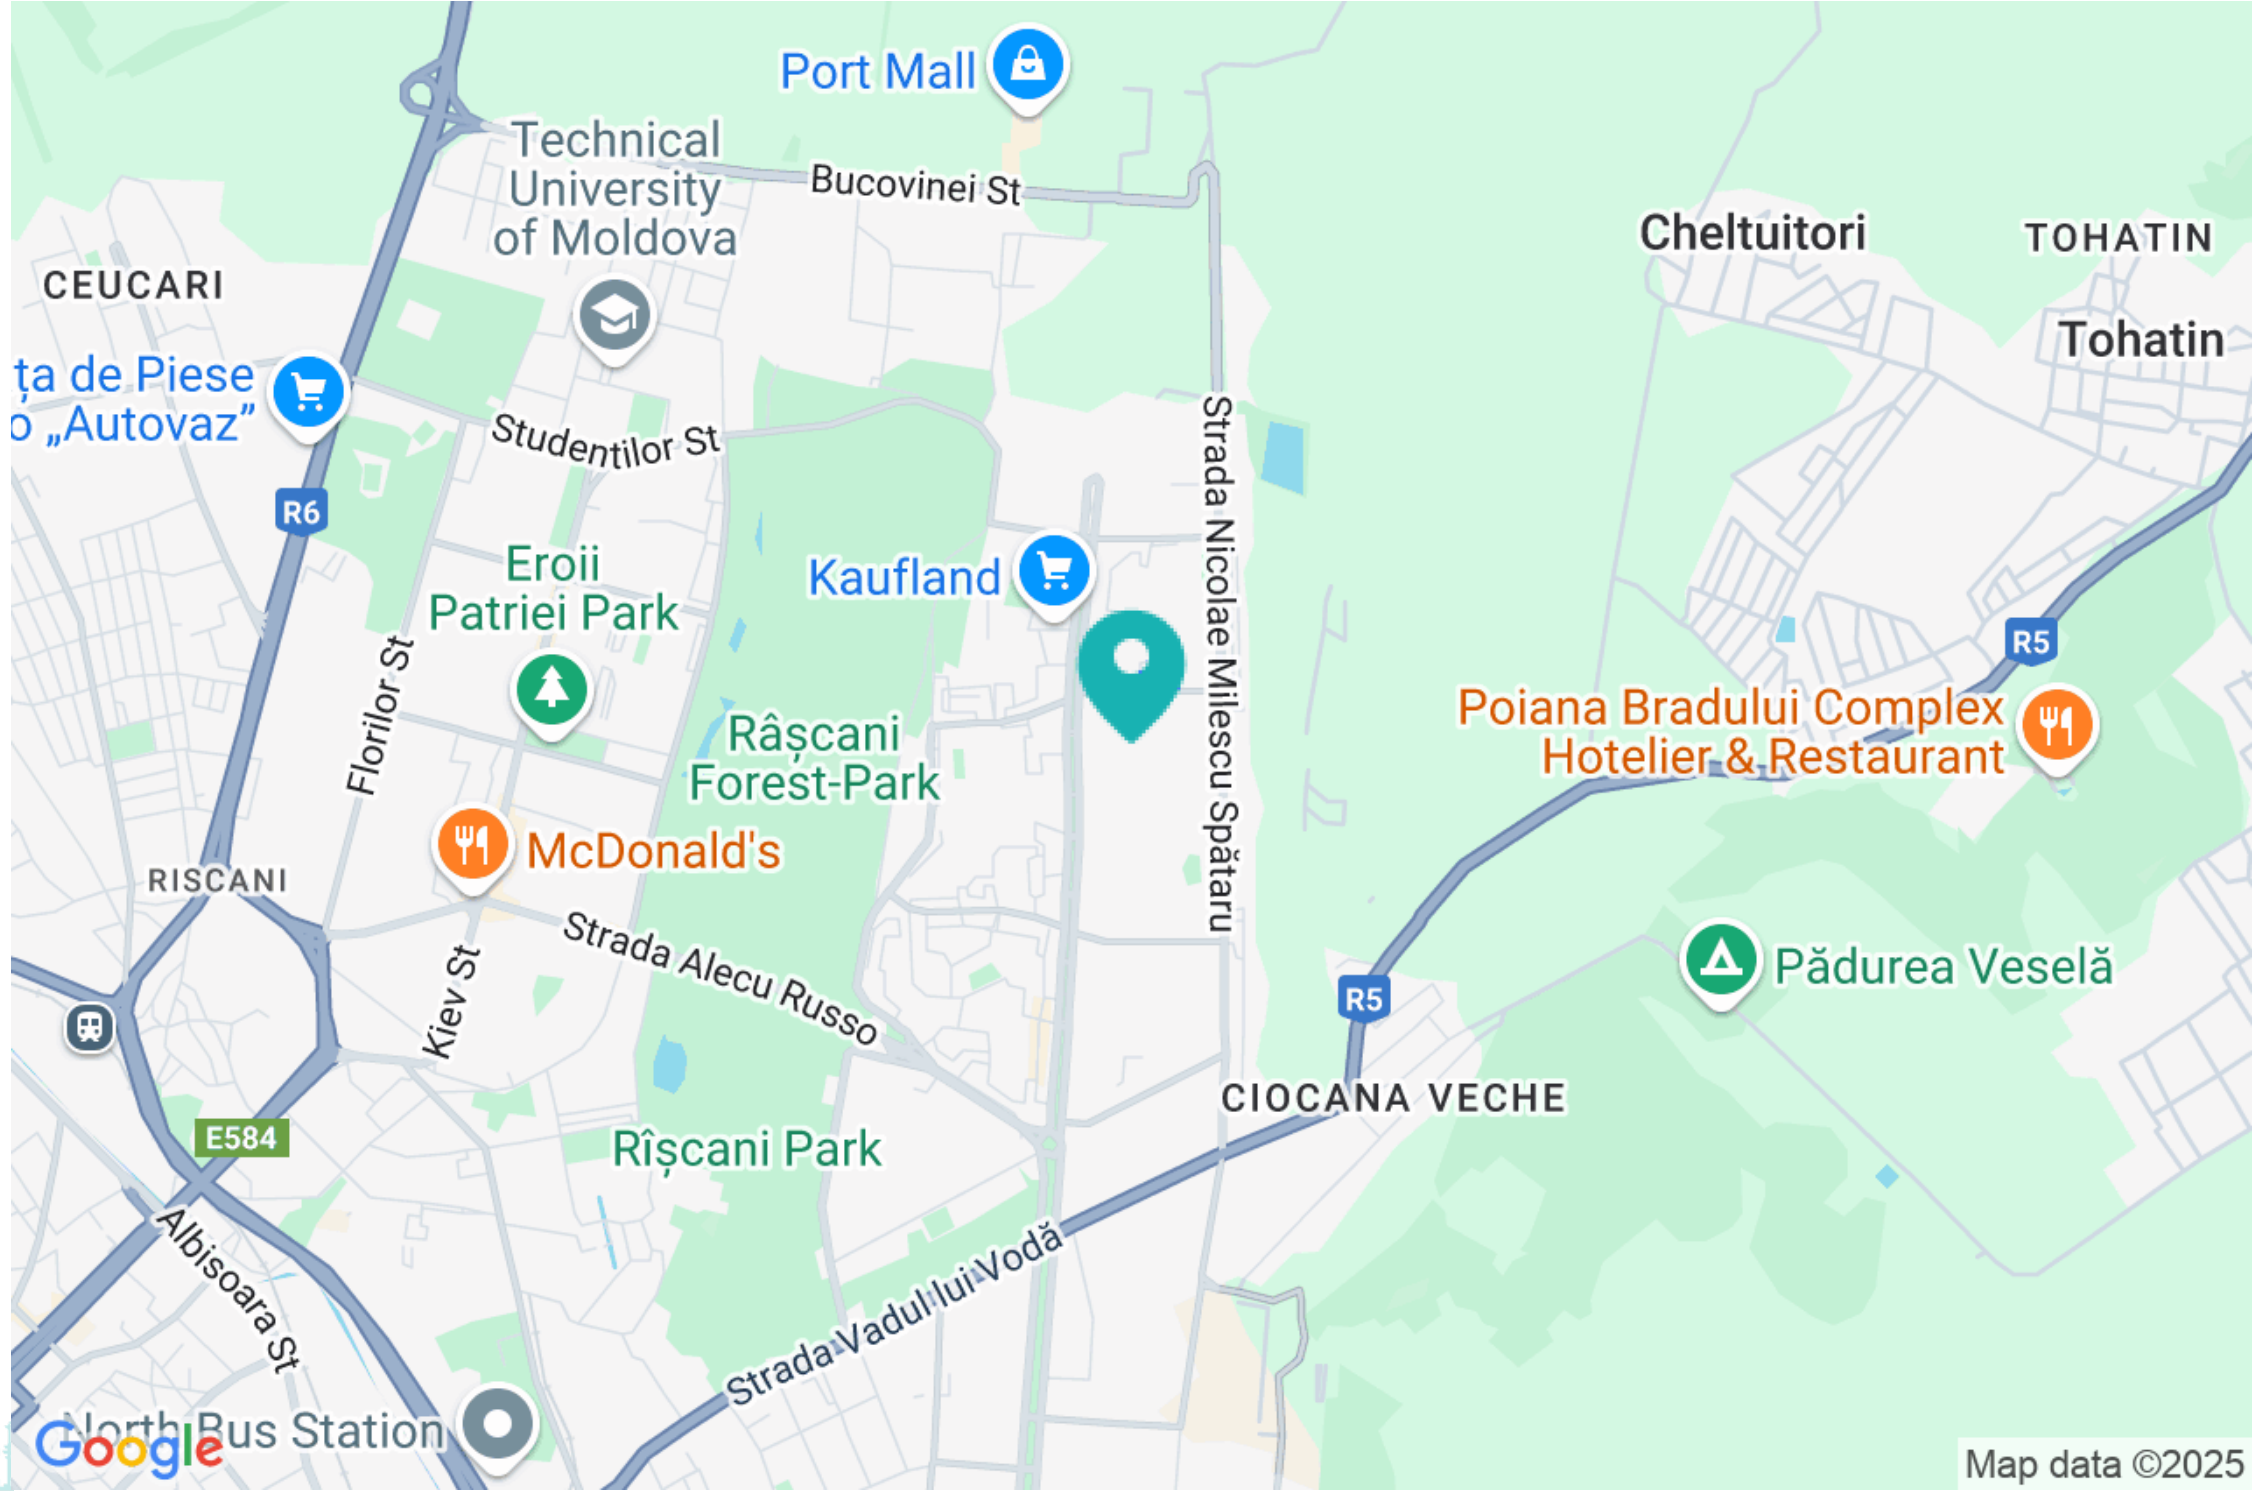 Port Mall
Technical
University
of Moldova
Bucovinei St
Cheltuitori
TOHATIN
CEUCARI
Tohatin
ța de Piese
o „Autovaz”
Studentilor St
Strada Nicolae Milescu Spătaru
R6
Eroii
Patriei Park
Kaufland
R5
Florilor St
Râșcani
Forest-Park
Poiana Bradului Complex
Hotelier & Restaurant
McDonald's
RISCANI
Strada Alecu Russo
Kiev St
Pădurea Veselă
R5
CIOCANA VECHE
E584
Rîșcani Park
Albisoara St
Strada Vadul lui Vodă
North Bus Station
Google
Map data ©2025